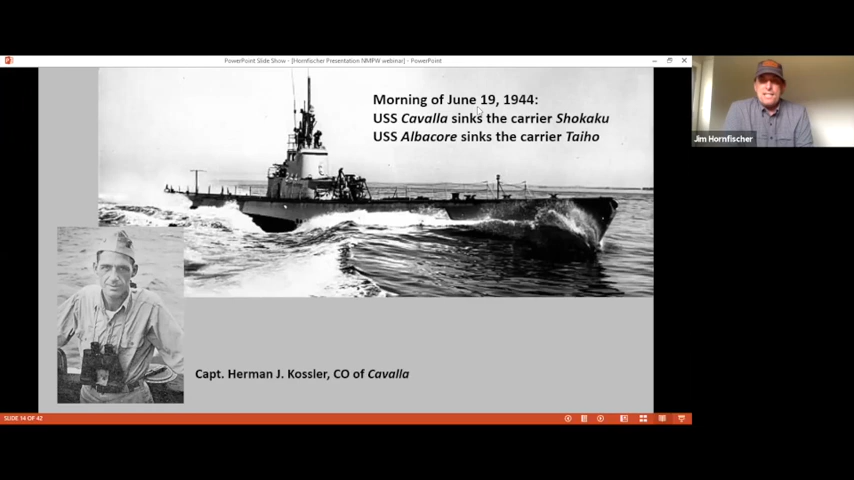 PowerPoint Slide Show - [Hornfischer Presentation NMPW webinar] - PowerPoint
Morning of June 19, 1944:
USS Cavalla sinks the carrier Shokaku
USS Albacore sinks the carrier Taiho
Jim Hornfischer
Capt. Herman J. Kossler, CO of Cavalla
SLIDE 14 OF 42